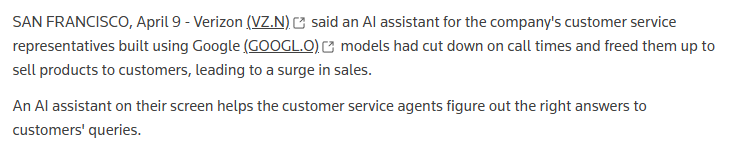 SAN FRANCISCO, April 9 - Verizon (VZ.N) said an AI assistant for the company's customer service
representatives built using Google (GOOGL.O) models had cut down on call times and freed them up to
sell products to customers, leading to a surge in sales.
An AI assistant on their screen helps the customer service agents figure out the right answers to
customers' queries.